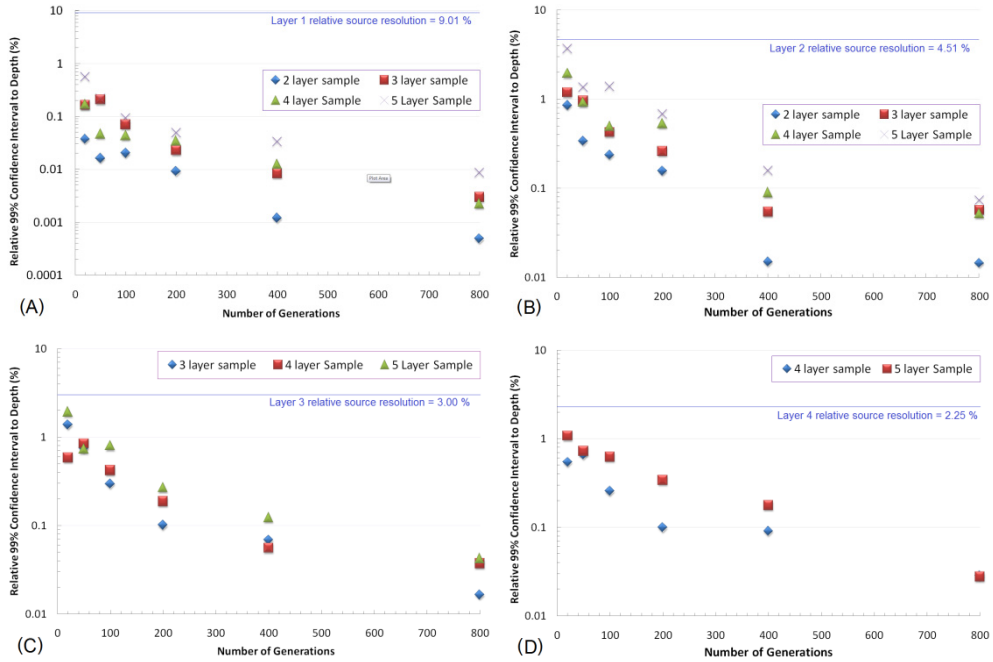 10
1
0.1
0.01
0.001
0.0001
Relative 99% Confidence Interval to Depth (%)
Layer 1 relative source resolution = 9.01 %
2 layer sample
3 layer sample
4 layer sample
5 Layer Sample
Plot Area
0 100 200 300 400 500 600 700 800
Number of Generations
(A)
10
1
0.1
0.01
Relative 99% Confidence Interval to Depth (%)
Layer 2 relative source resolution = 4.51 %
2 layer sample
3 layer sample
4 layer Sample
5 Layer Sample
0 100 200 300 400 500 600 700 800
Number of Generations
(B)
10
1
0.1
0.01
Relative 99% Confidence Interval to Depth (%)
3 layer sample
4 layer Sample
5 Layer Sample
Layer 3 relative source resolution = 3.00 %
0 100 200 300 400 500 600 700 800
Number of Generations
(C)
10
1
0.1
0.01
Relative 99% Confidence Interval to Depth (%)
4 layer sample
5 layer Sample
Layer 4 relative source resolution = 2.25 %
0 100 200 300 400 500 600 700 800
Number of Generations
(D)